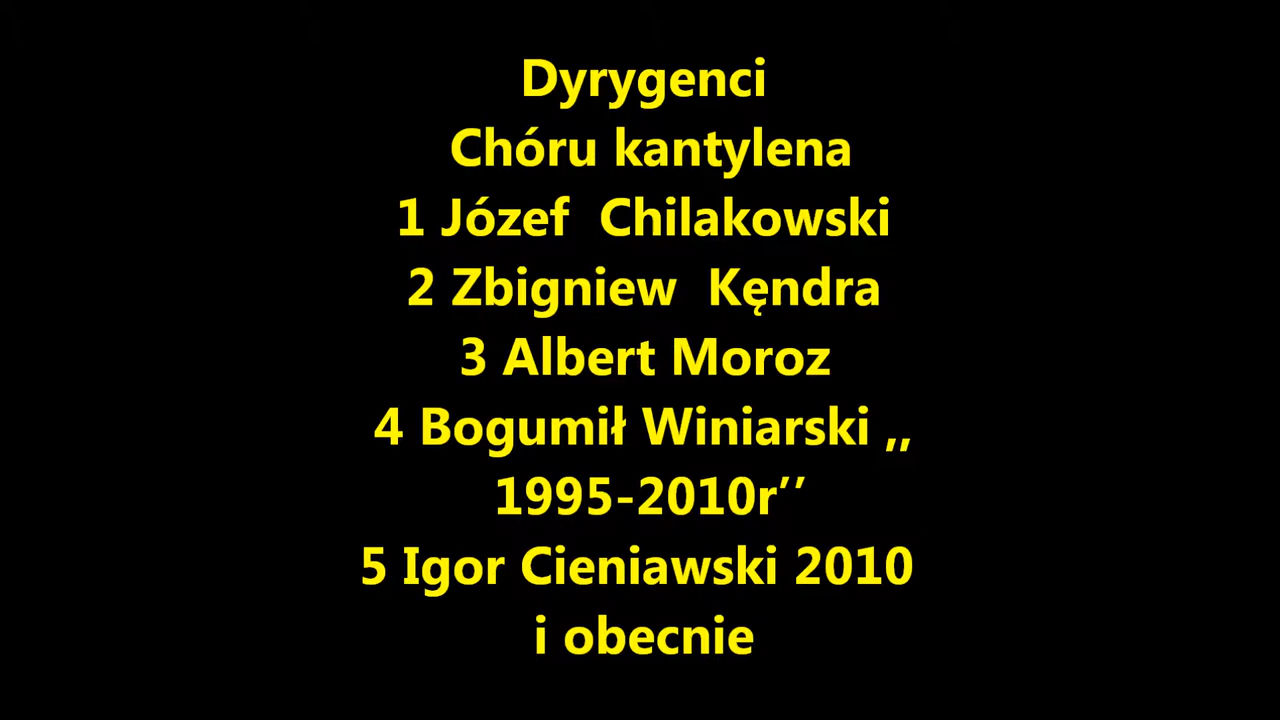 Dyrygenci
Chóru kantylena
1 Józef  Chilakowski
2 Zbigniew  Kęndra
3 Albert Moroz
4 Bogumił Winiarski ,,
1995-2010r’’
5 Igor Cieniawski 2010
i obecnie